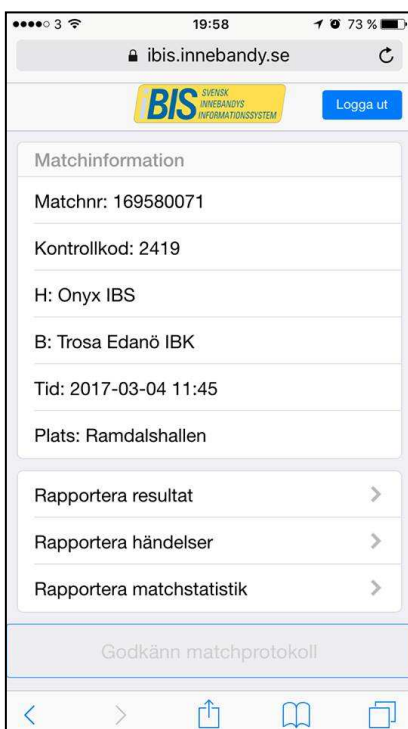 3 19:58 73 %
ibis.innebandy.se
IBIS SVENSK INNEBANDYS INFORMATIONSSYSTEM
Logga ut
Matchinformation
Matchnr: 169580071
Kontrollkod: 2419
H: Onyx IBS
B: Trosa Edanö IBK
Tid: 2017-03-04 11:45
Plats: Ramdalshallen
Rapportera resultat
Rapportera händelser
Rapportera matchstatistik
Godkänn matchprotokoll